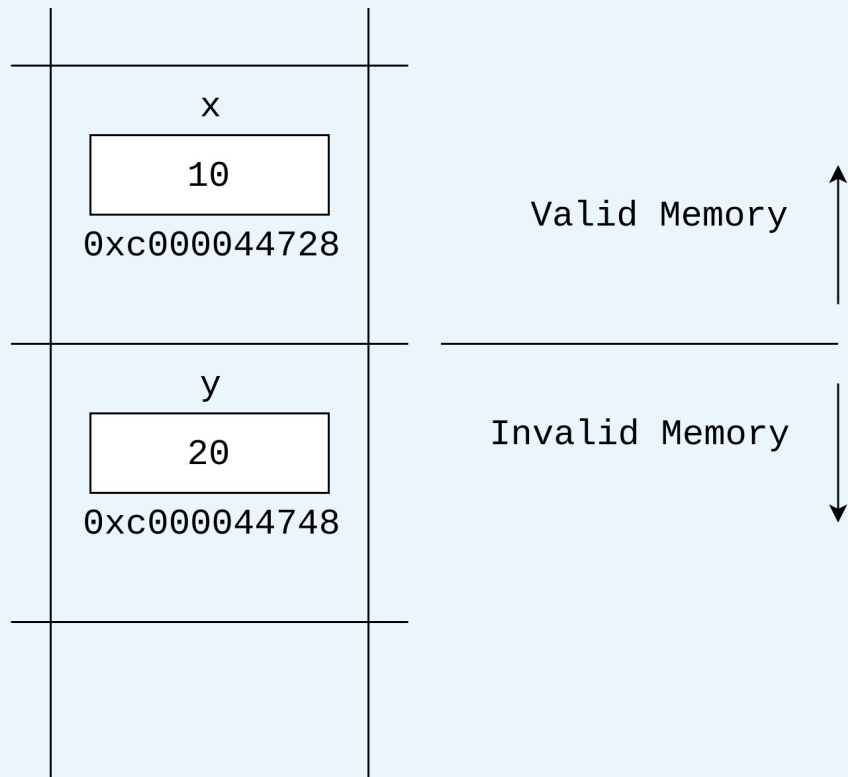 x
10
0xc000044728
Valid Memory
y
20
0xc000044748
Invalid Memory